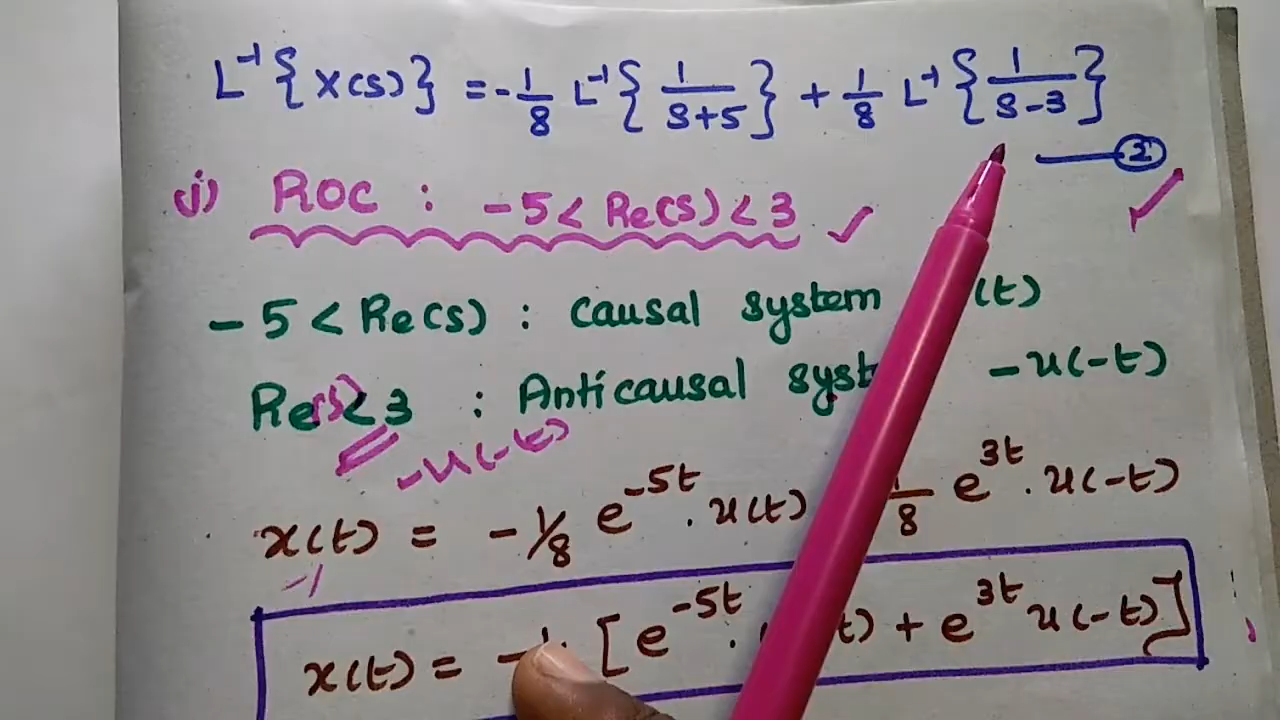 L⁻¹{X(s)} = -1/8 L⁻¹{1/(s+5)} + 1/8 L⁻¹{1/(s-3)}
②
i) ROC : -5 < Re(s) < 3 ✓
-5 < Re(s) : causal system (t)
Re(s) < 3 : Anticausal syst -u(-t)
-u(-t)
x(t) = -1/8 e^{-5t} . u(t) 1/8 e^{3t} . u(-t)
x(t) = - [e^{-5t} . t) + e^{3t} u(-t)]